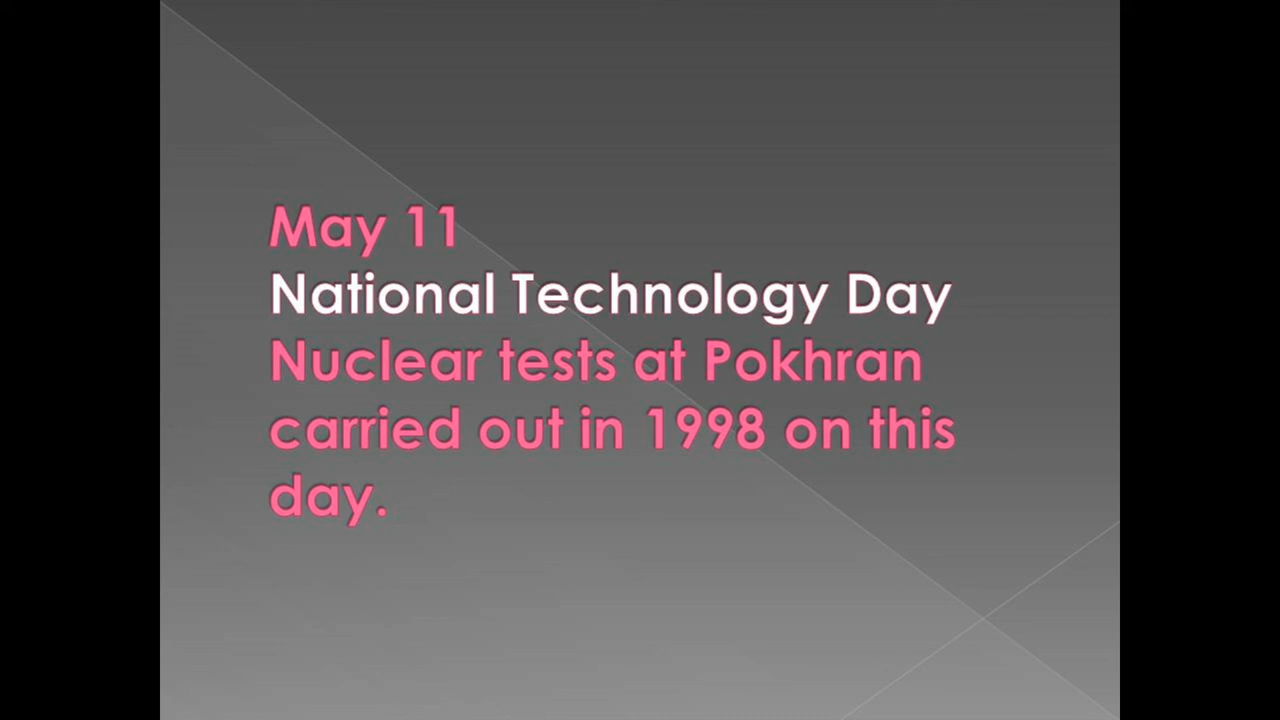 May 11
National Technology Day
Nuclear tests at Pokhran
carried out in 1998 on this
day.